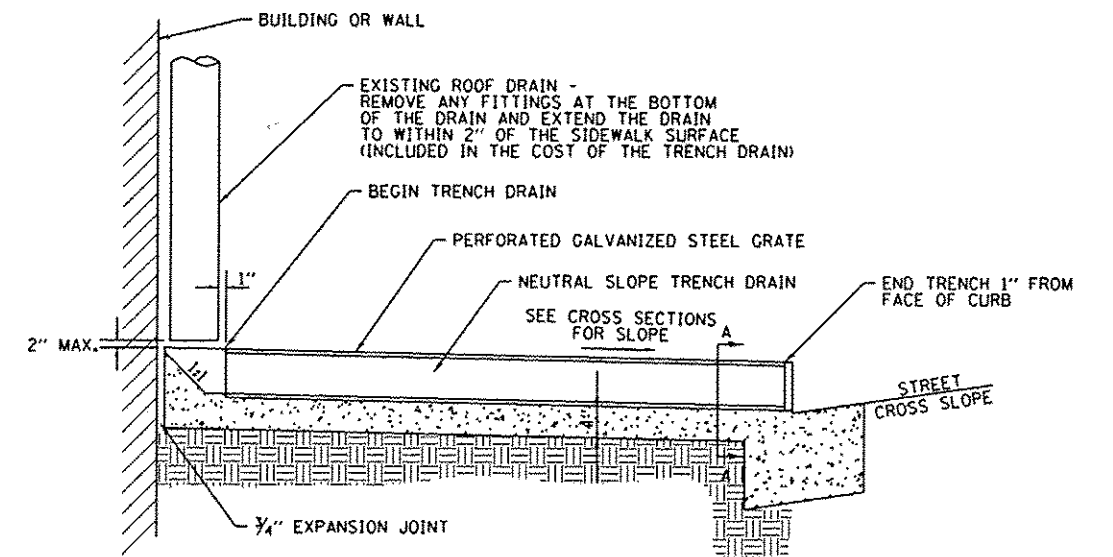 BUILDING OR WALL
EXISTING ROOF DRAIN -
REMOVE ANY FITTINGS AT THE BOTTOM
OF THE DRAIN AND EXTEND THE DRAIN
TO WITHIN 2" OF THE SIDEWALK SURFACE
(INCLUDED IN THE COST OF THE TRENCH DRAIN)
BEGIN TRENCH DRAIN
PERFORATED GALVANIZED STEEL GRATE
1"
NEUTRAL SLOPE TRENCH DRAIN
END TRENCH 1" FROM
FACE OF CURB
SEE CROSS SECTIONS
FOR SLOPE
A
2" MAX.
STREET
CROSS SLOPE
4"
A
3/4" EXPANSION JOINT